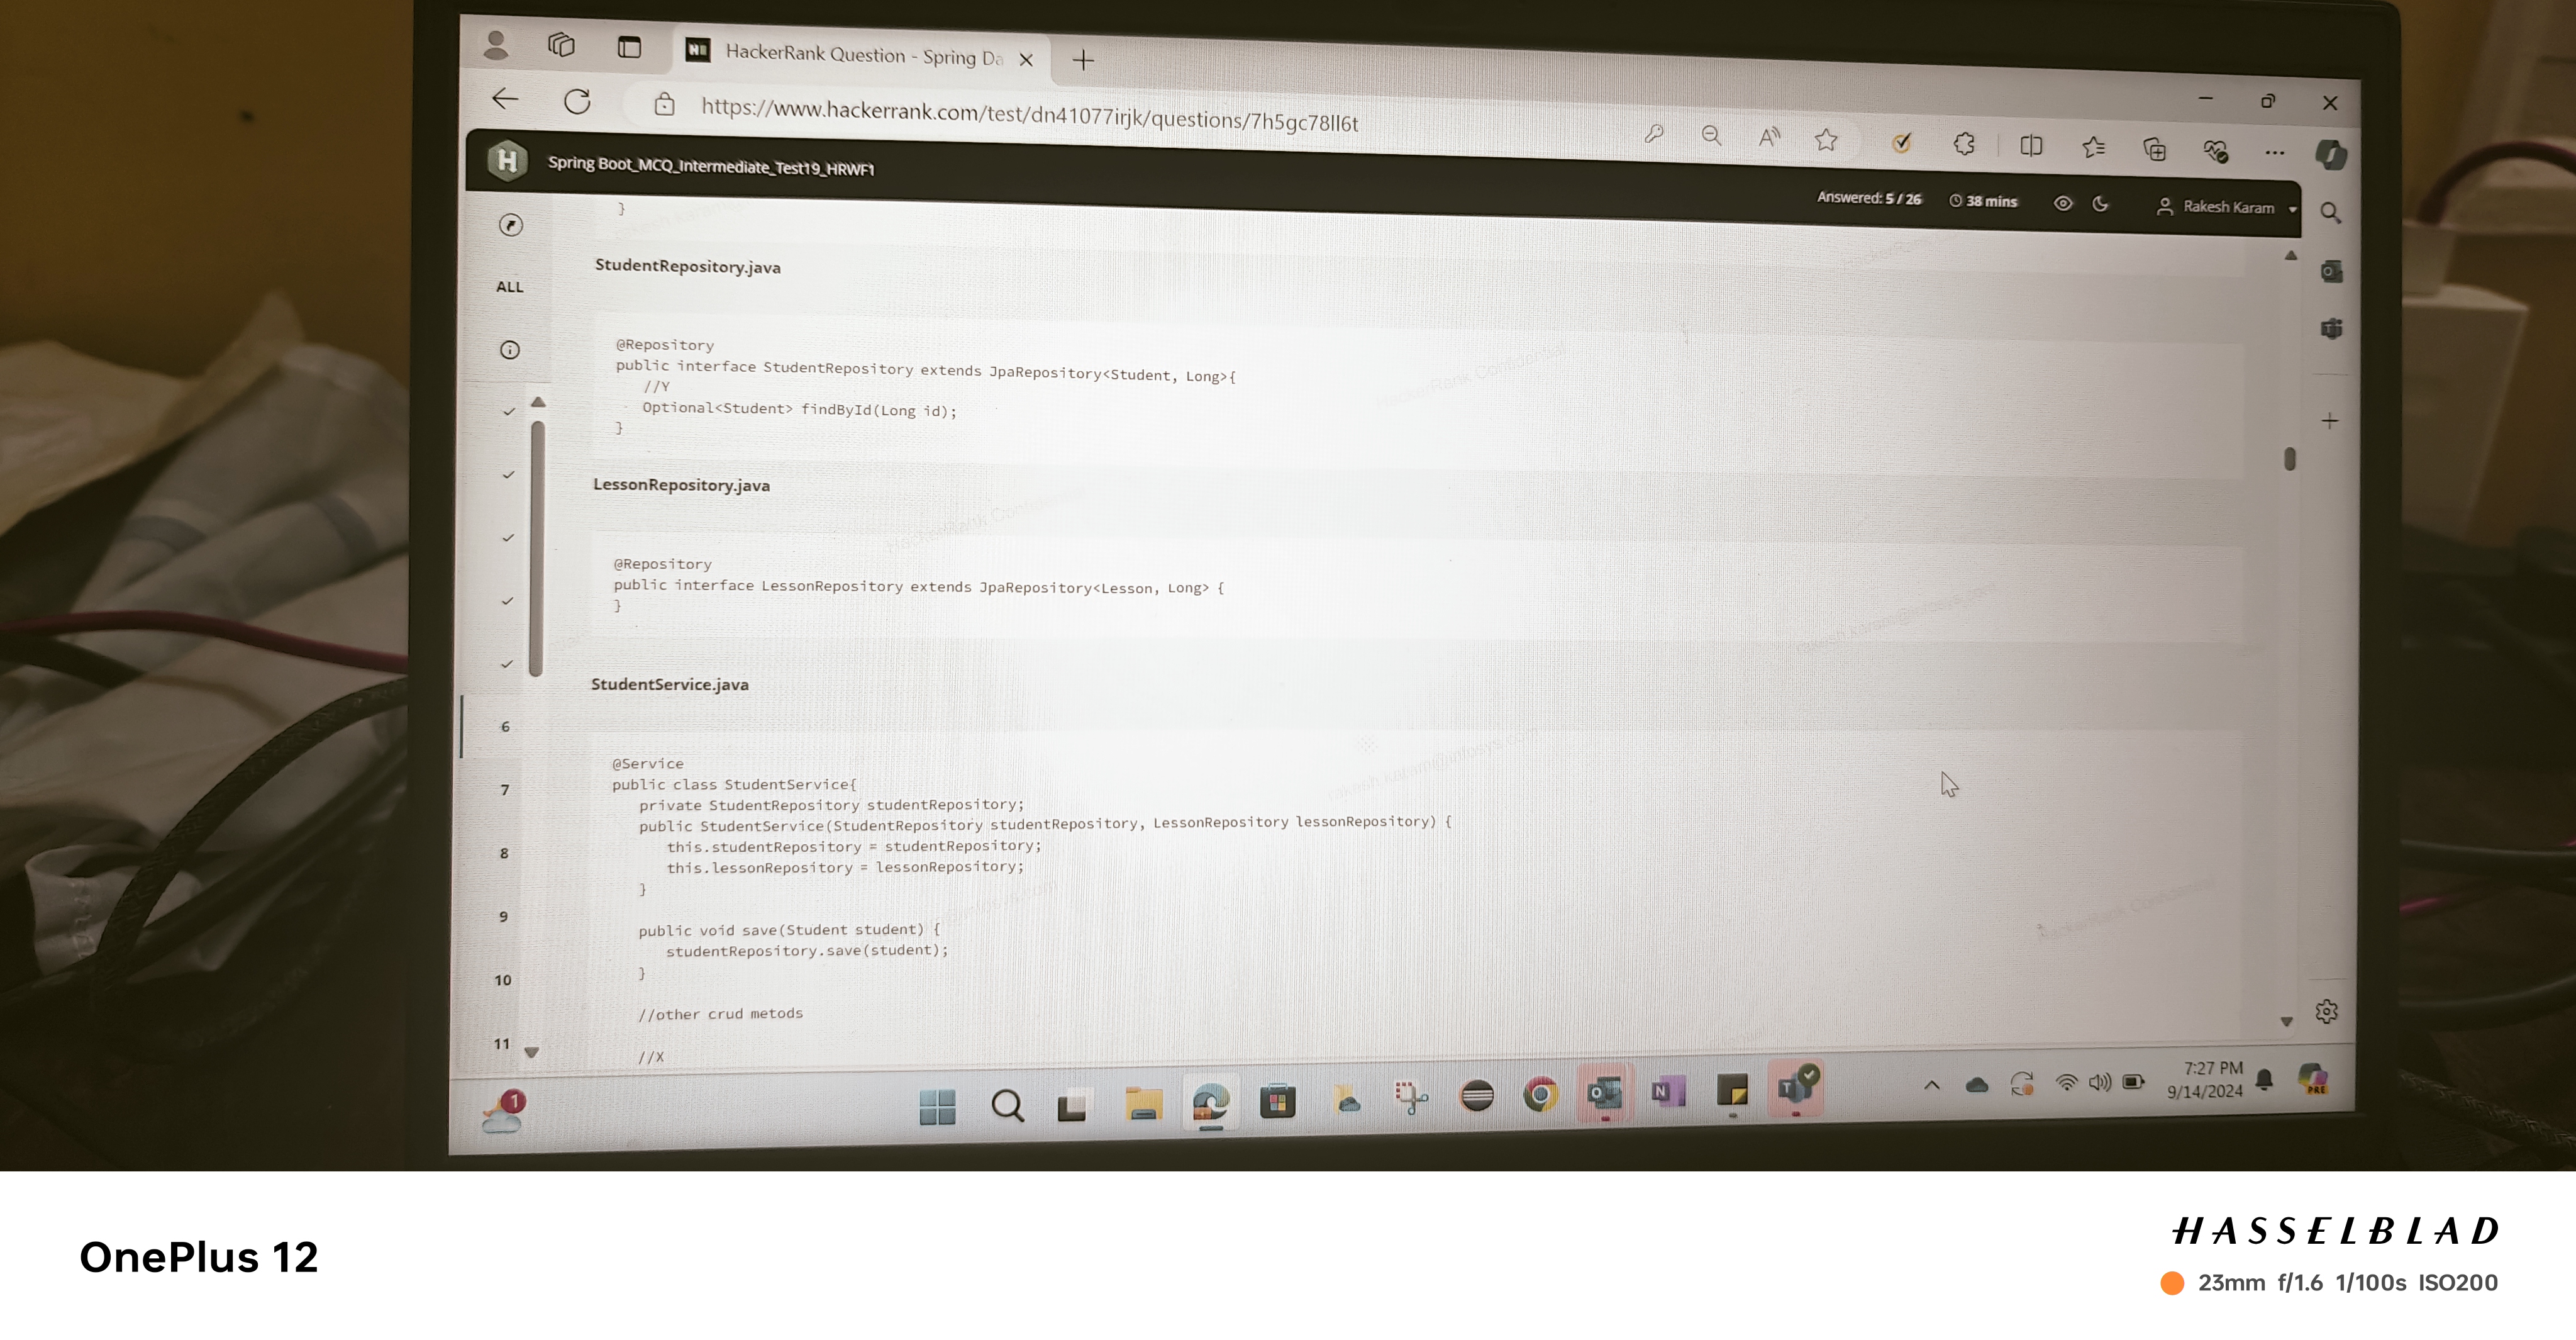 HackerRank Question - Spring Da
https://www.hackerrank.com/test/dn41077irjk/questions/7h5gc78ll6t
Spring Boot_MCQ_Intermediate_Test19_HRWF1
Answered: 5 / 26
38 mins
Rakesh Karam
ALL
}
StudentRepository.java
@Repository
public interface StudentRepository extends JpaRepository<Student, Long>{
//Y
Optional<Student> findById(Long id);
}
LessonRepository.java
@Repository
public interface LessonRepository extends JpaRepository<Lesson, Long> {
}
StudentService.java
@Service
public class StudentService{
private StudentRepository studentRepository;
public StudentService(StudentRepository studentRepository, LessonRepository lessonRepository) {
this.studentRepository = studentRepository;
this.lessonRepository = lessonRepository;
}
public void save(Student student) {
studentRepository.save(student);
}
//other crud metods
//X
6
7
8
9
10
11
HackerRank Confidential
1
7:27 PM
9/14/2024
PRE
OnePlus 12
HASSELBLAD
23mm f/1.6 1/100s ISO200